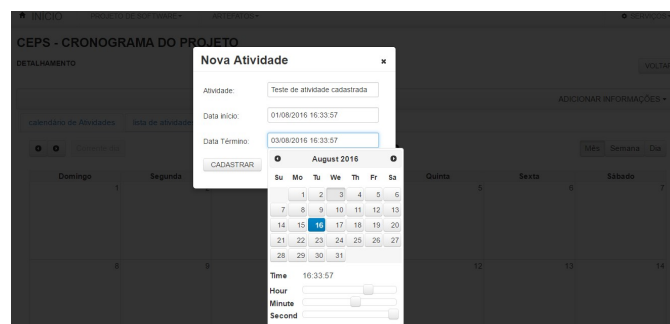 INÍCIO PROJETO DE SOFTWARE ARTEFATOS SERVIÇOS
CEPS - CRONOGRAMA DO PROJETO
DETALHAMENTO
VOLTAR
ADICIONAR INFORMAÇÕES
calendário de Atividades lista de atividades
Mês Semana Dia
Domingo Segunda Quinta Sexta Sábado
1 5 6 7
8 9 12 13 14
Nova Atividade ×
Atividade: Teste de atividade cadastrada
Data início: 01/08/2016 16:33:57
Data Término: 03/08/2016 16:33:57
CADASTRAR
August 2016
Su Mo Tu We Th Fr Sa
1 2 3 4 5 6
7 8 9 10 11 12 13
14 15 16 17 18 19 20
21 22 23 24 25 26 27
28 29 30 31
Time 16:33:57
Hour
Minute
Second